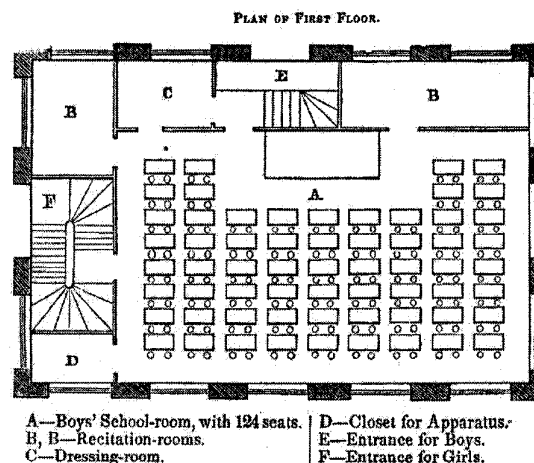 PLAN OF FIRST FLOOR.
E
B
C
B
A
F
D
A—Boys' School-room, with 124 seats.
B, B—Recitation-rooms.
C—Dressing-room.
D—Closet for Apparatus.
E—Entrance for Boys.
F—Entrance for Girls.